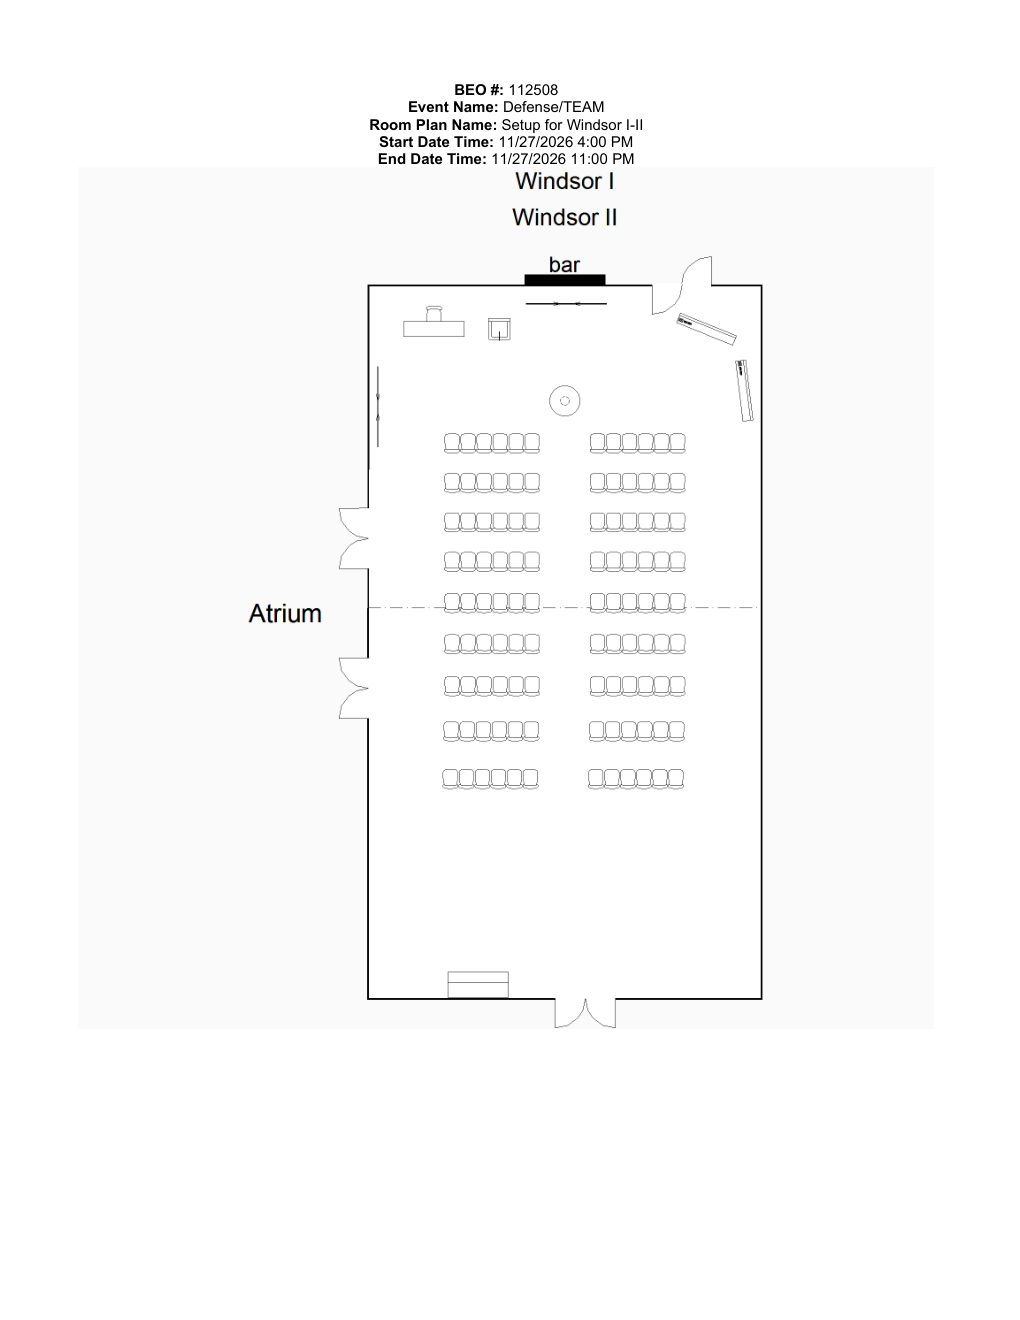 BEO #: 112508
Event Name: Defense/TEAM
Room Plan Name: Setup for Windsor I-II
Start Date Time: 11/27/2026 4:00 PM
End Date Time: 11/27/2026 11:00 PM
Windsor I
Windsor II
bar
Atrium